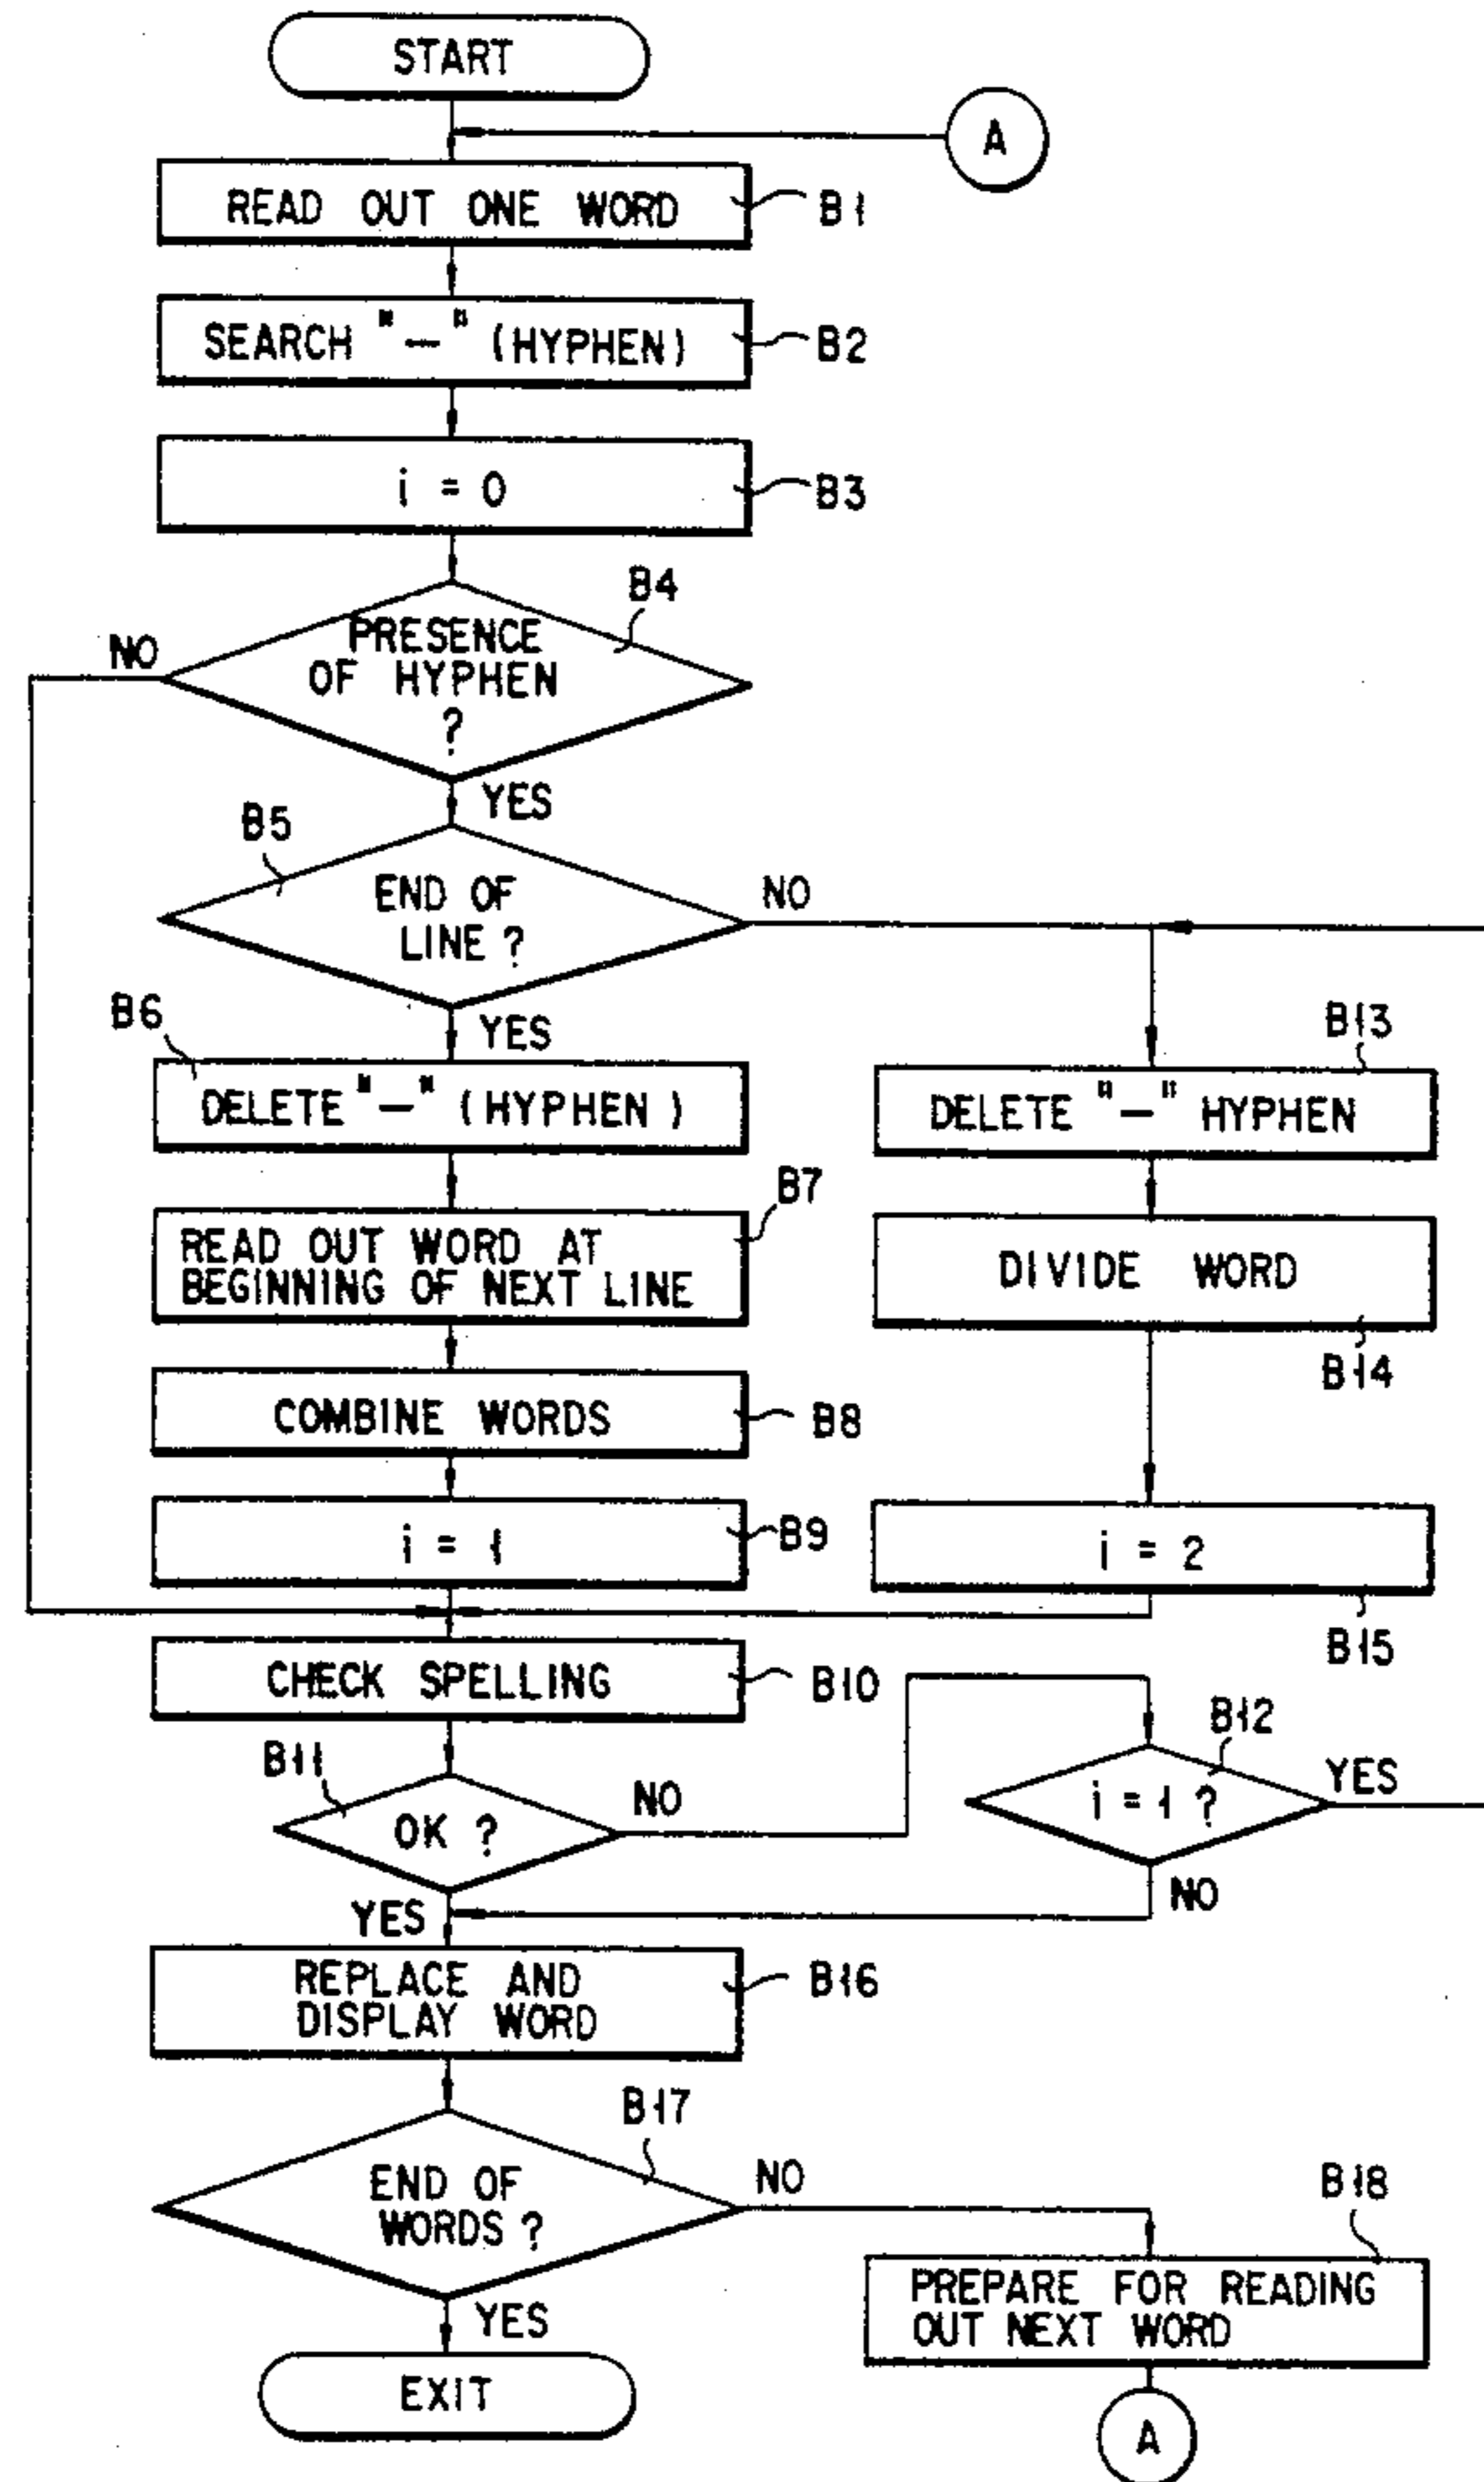 START
A
READ OUT ONE WORD
B1
SEARCH "—" (HYPHEN)
B2
i = 0
B3
B4
PRESENCE
OF HYPHEN
?
NO
YES
B5
END OF
LINE ?
NO
YES
B6
DELETE "—" (HYPHEN)
B13
DELETE "—" HYPHEN
B7
READ OUT WORD AT
BEGINNING OF NEXT LINE
DIVIDE WORD
B14
COMBINE WORDS
B8
i = 1
B9
i = 2
B15
CHECK SPELLING
B10
B11
OK ?
NO
YES
B12
i = 1 ?
YES
NO
REPLACE AND
DISPLAY WORD
B16
B17
END OF
WORDS ?
NO
YES
B18
PREPARE FOR READING
OUT NEXT WORD
EXIT
A